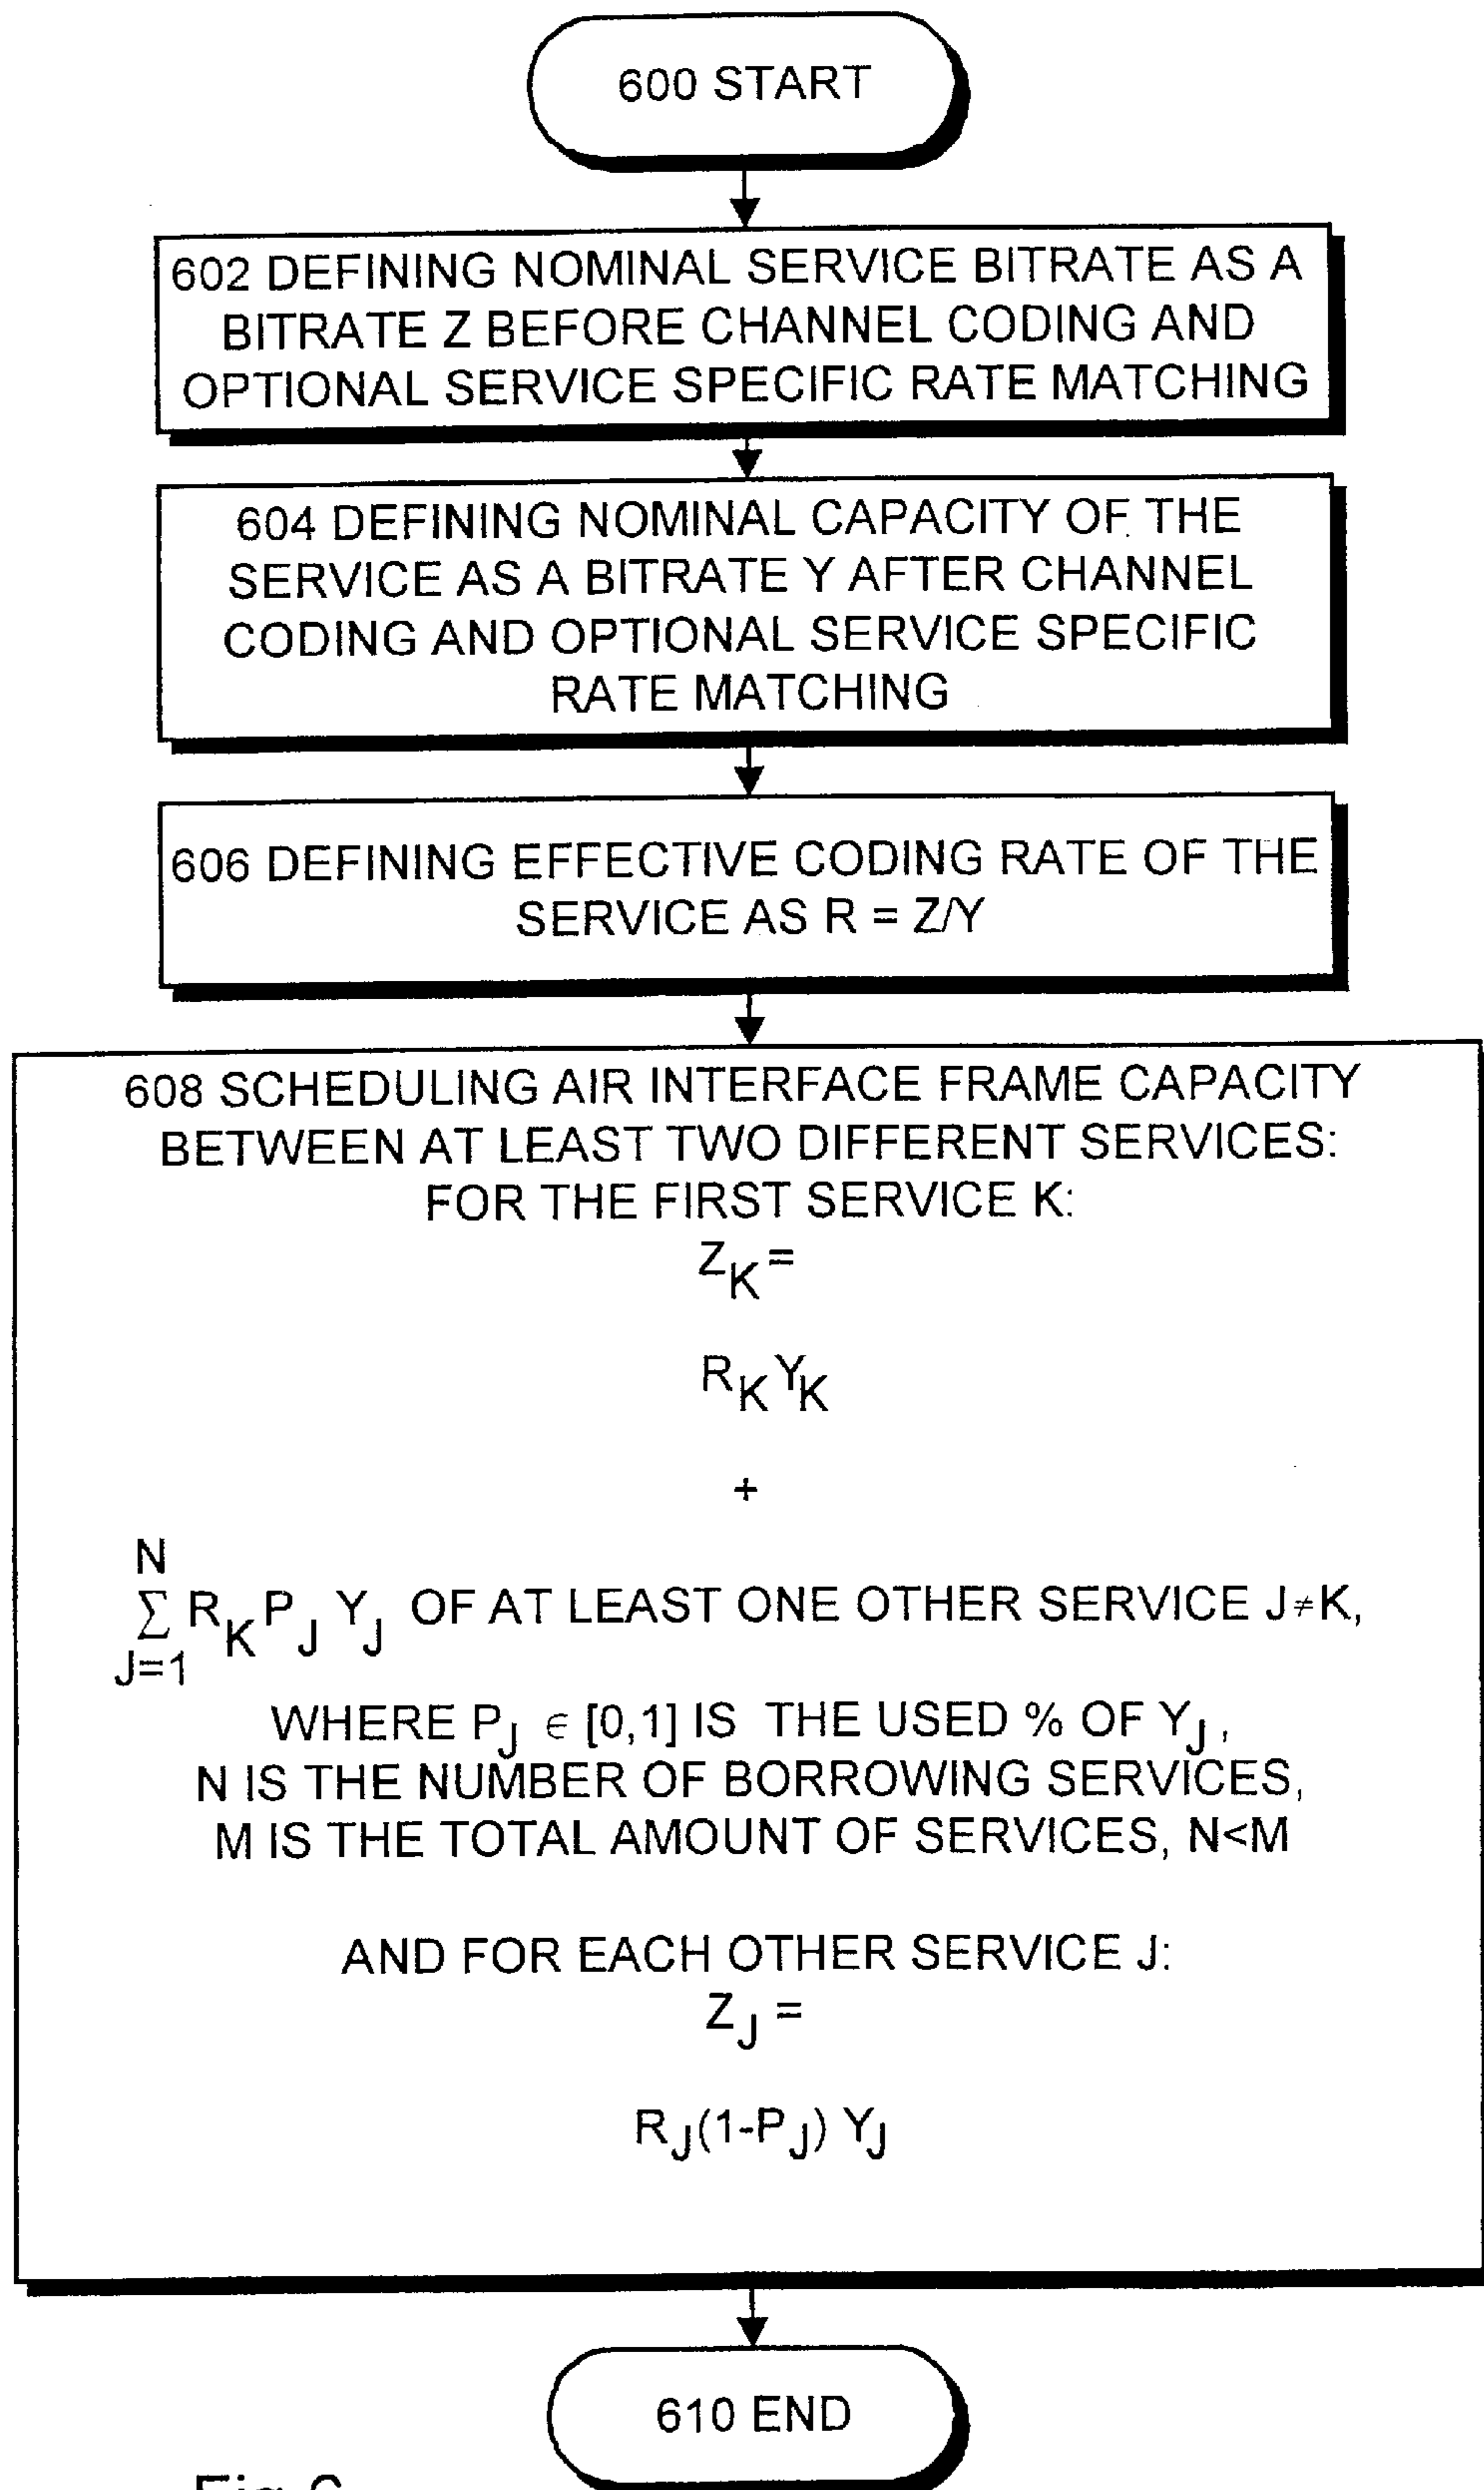 600 START
602 DEFINING NOMINAL SERVICE BITRATE AS A
BITRATE Z BEFORE CHANNEL CODING AND
OPTIONAL SERVICE SPECIFIC RATE MATCHING
604 DEFINING NOMINAL CAPACITY OF THE
SERVICE AS A BITRATE Y AFTER CHANNEL
CODING AND OPTIONAL SERVICE SPECIFIC
RATE MATCHING
606 DEFINING EFFECTIVE CODING RATE OF THE
SERVICE AS R = Z/Y
608 SCHEDULING AIR INTERFACE FRAME CAPACITY
BETWEEN AT LEAST TWO DIFFERENT SERVICES:
FOR THE FIRST SERVICE K:
Z_K =
R_K Y_K
+
N
Σ R_K P_J Y_J OF AT LEAST ONE OTHER SERVICE J≠K,
J=1
WHERE P_J ∈ [0,1] IS THE USED % OF Y_J,
N IS THE NUMBER OF BORROWING SERVICES,
M IS THE TOTAL AMOUNT OF SERVICES, N<M
AND FOR EACH OTHER SERVICE J:
Z_J =
R_J(1-P_J) Y_J
610 END
Fig 6